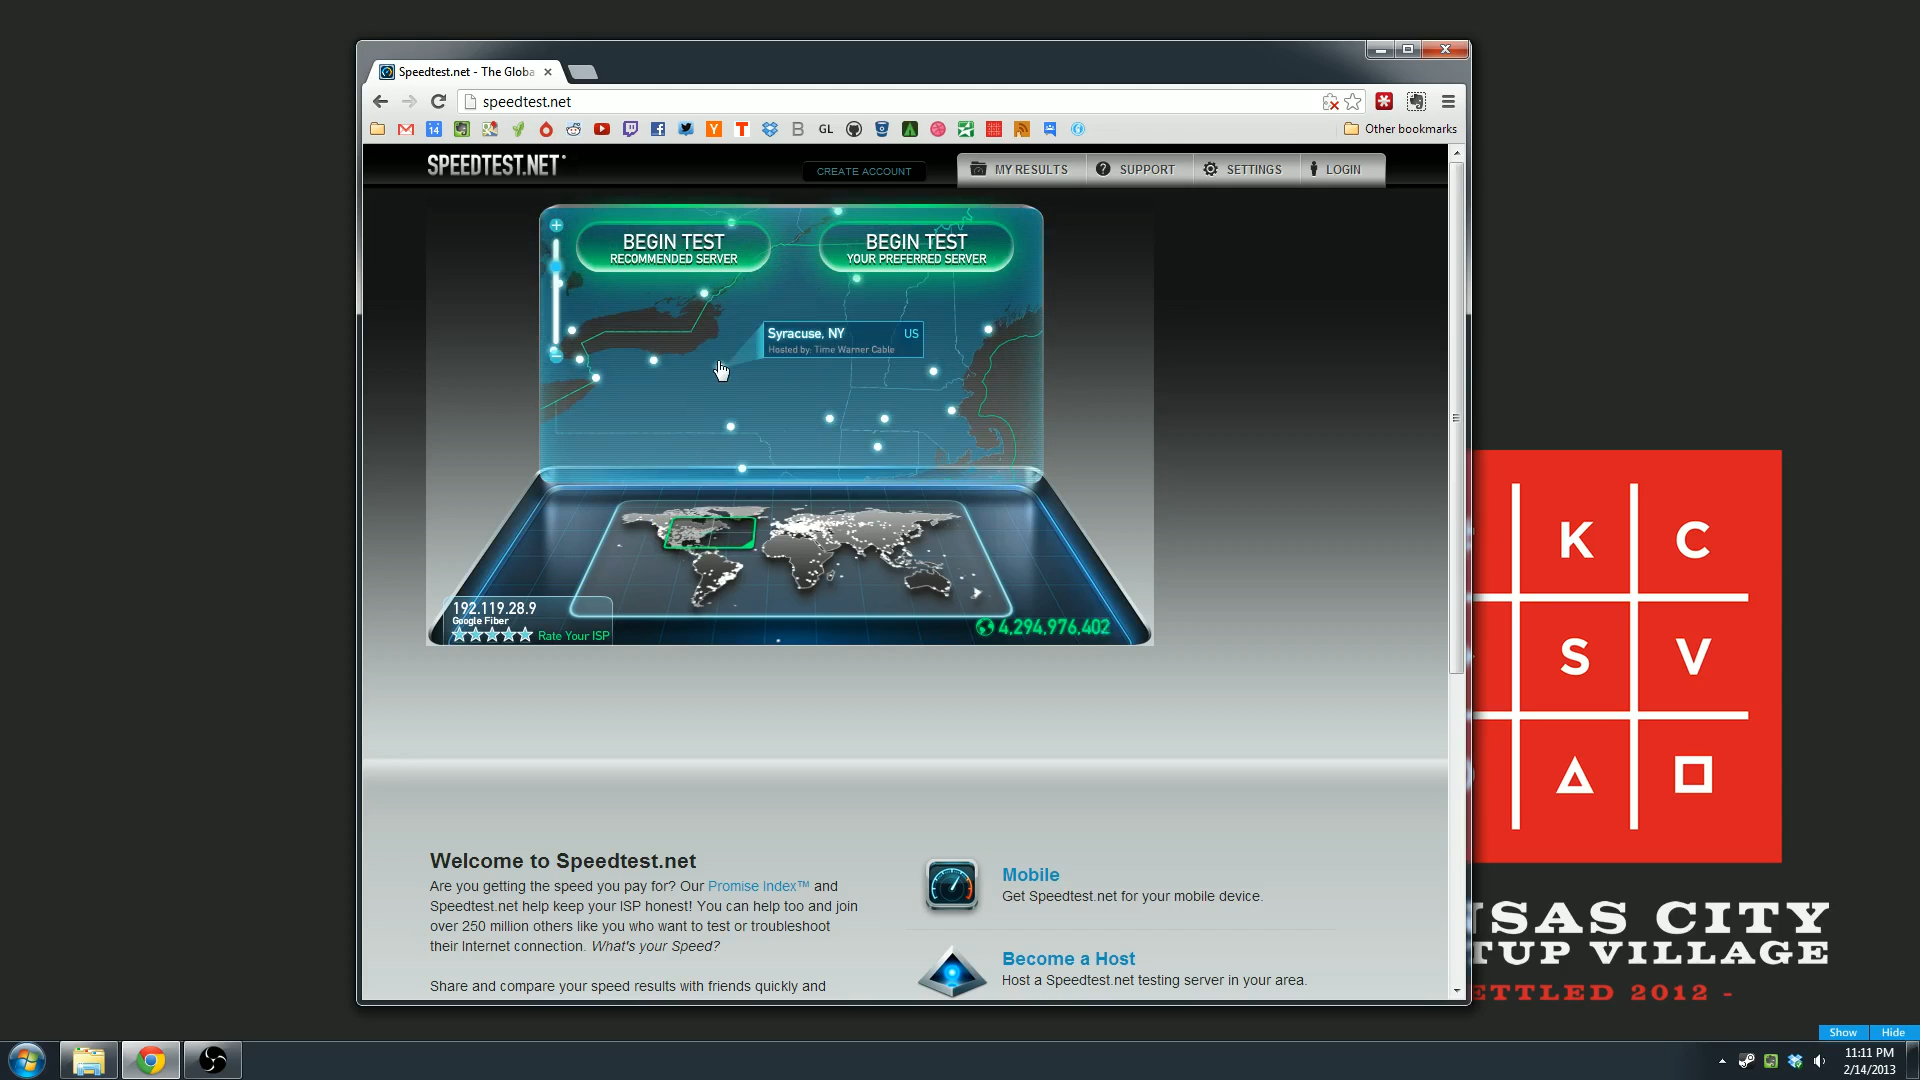 Speedtest.net - The Globa
speedtest.net
14
GL
Other bookmarks
SPEEDTEST.NET
CREATE ACCOUNT
MY RESULTS
SUPPORT
SETTINGS
LOGIN
BEGIN TEST
RECOMMENDED SERVER
BEGIN TEST
YOUR PREFERRED SERVER
Syracuse, NY US
Hosted by: Time Warner Cable
192.119.28.9
Google Fiber
Rate Your ISP
4,294,976,402
Welcome to Speedtest.net
Are you getting the speed you pay for? Our Promise Index™ and
Speedtest.net help keep your ISP honest! You can help too and join
over 250 million others like you who want to test or troubleshoot
their Internet connection. What's your Speed?
Share and compare your speed results with friends quickly and
Mobile
Get Speedtest.net for your mobile device.
Become a Host
Host a Speedtest.net testing server in your area.
K C
S V
NSAS CITY
TUP VILLAGE
ETTLED 2012 -
Show Hide
11:11 PM
2/14/2013